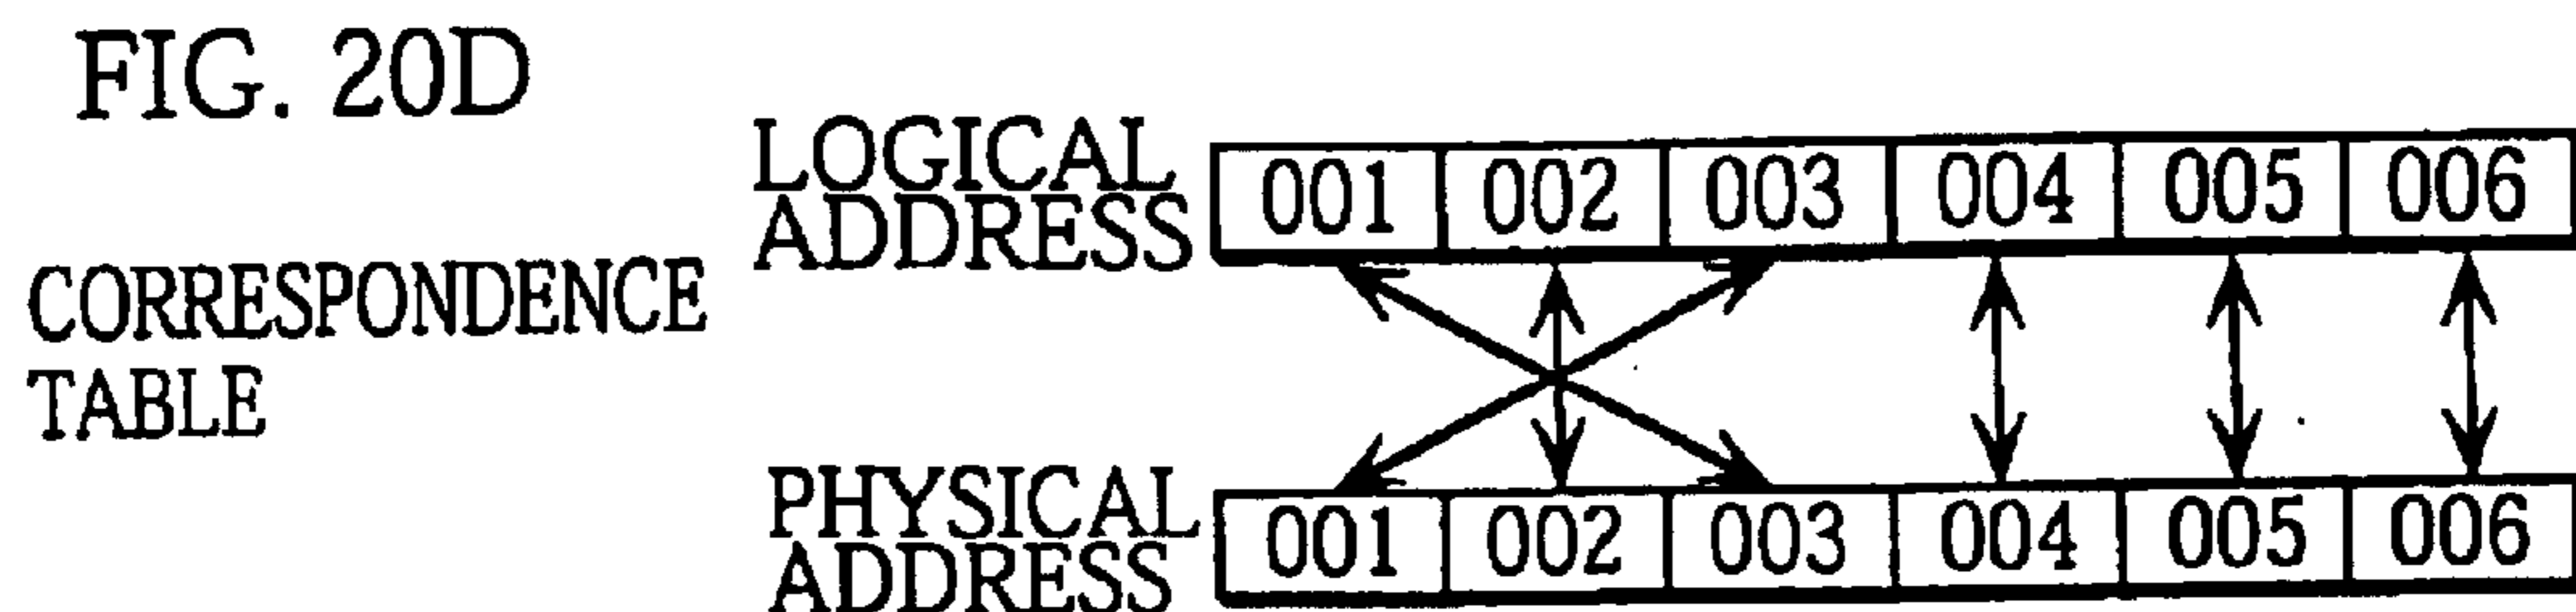 FIG. 20D
LOGICAL
ADDRESS
001 002 003 004 005 006
CORRESPONDENCE
TABLE
PHYSICAL
ADDRESS
001 002 003 004 005 006